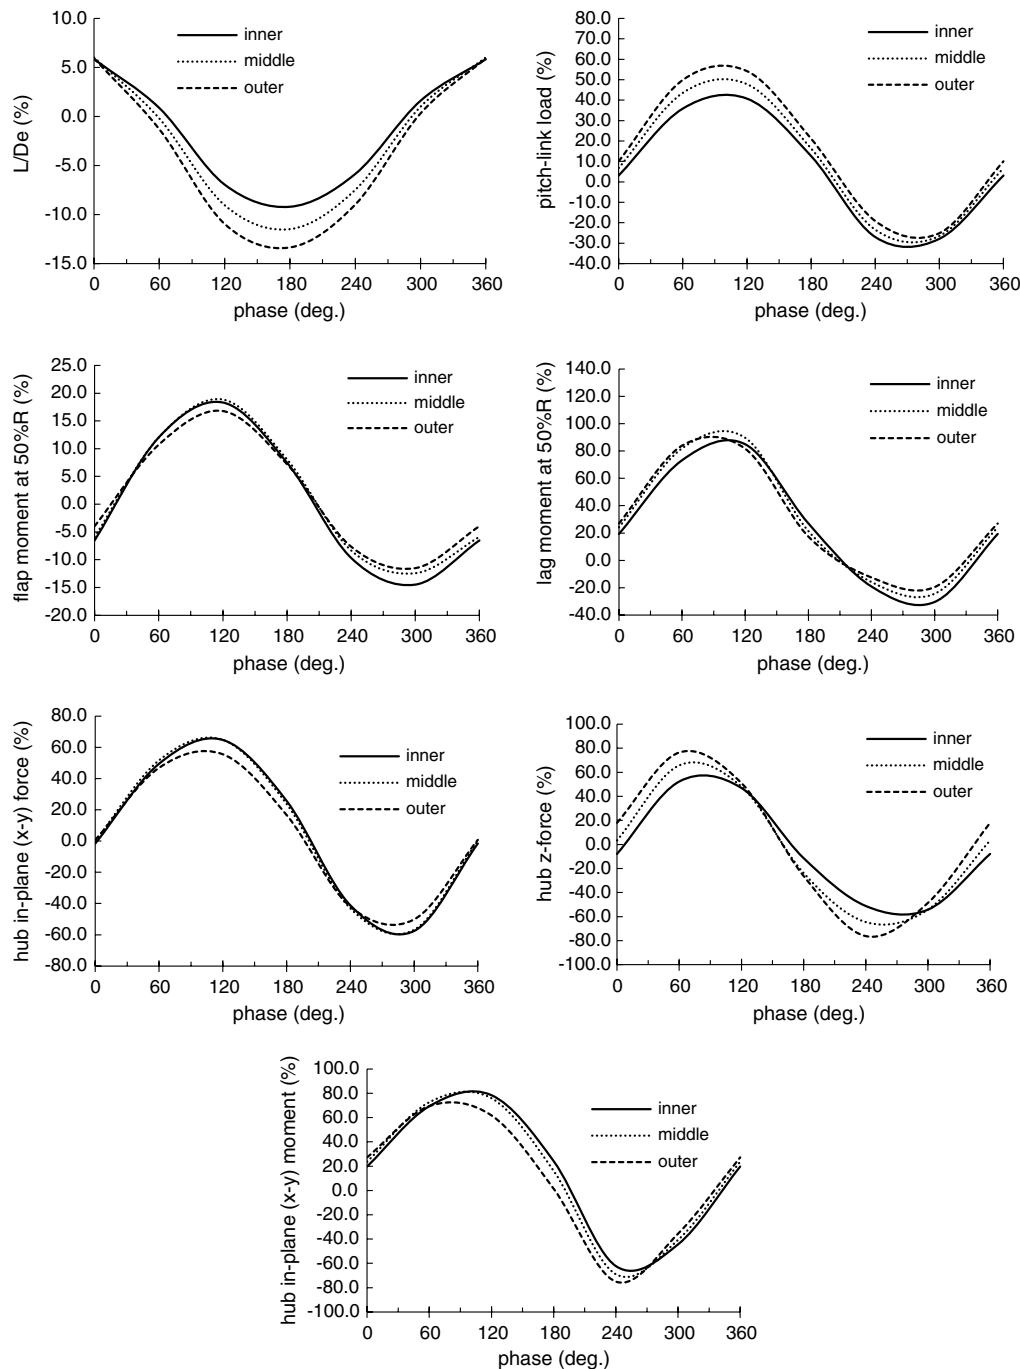 10.0
5.0
0.0
-5.0
-10.0
-15.0
L/De (%)
inner
middle
outer
0 60 120 180 240 300 360
phase (deg.)
80.0
70.0
60.0
50.0
40.0
30.0
20.0
10.0
0.0
-10.0
-20.0
-30.0
-40.0
pitch-link load (%)
inner
middle
outer
0 60 120 180 240 300 360
phase (deg.)
25.0
20.0
15.0
10.0
5.0
0.0
-5.0
-10.0
-15.0
-20.0
flap moment at 50%R (%)
inner
middle
outer
0 60 120 180 240 300 360
phase (deg.)
140.0
120.0
100.0
80.0
60.0
40.0
20.0
0.0
-20.0
-40.0
lag moment at 50%R (%)
inner
middle
outer
0 60 120 180 240 300 360
phase (deg.)
80.0
60.0
40.0
20.0
0.0
-20.0
-40.0
-60.0
-80.0
hub in-plane (x-y) force (%)
inner
middle
outer
0 60 120 180 240 300 360
phase (deg.)
100.0
80.0
60.0
40.0
20.0
0.0
-20.0
-40.0
-60.0
-80.0
-100.0
hub z-force (%)
inner
middle
outer
0 60 120 180 240 300 360
phase (deg.)
100.0
80.0
60.0
40.0
20.0
0.0
-20.0
-40.0
-60.0
-80.0
-100.0
hub in-plane (x-y) moment (%)
inner
middle
outer
0 60 120 180 240 300 360
phase (deg.)